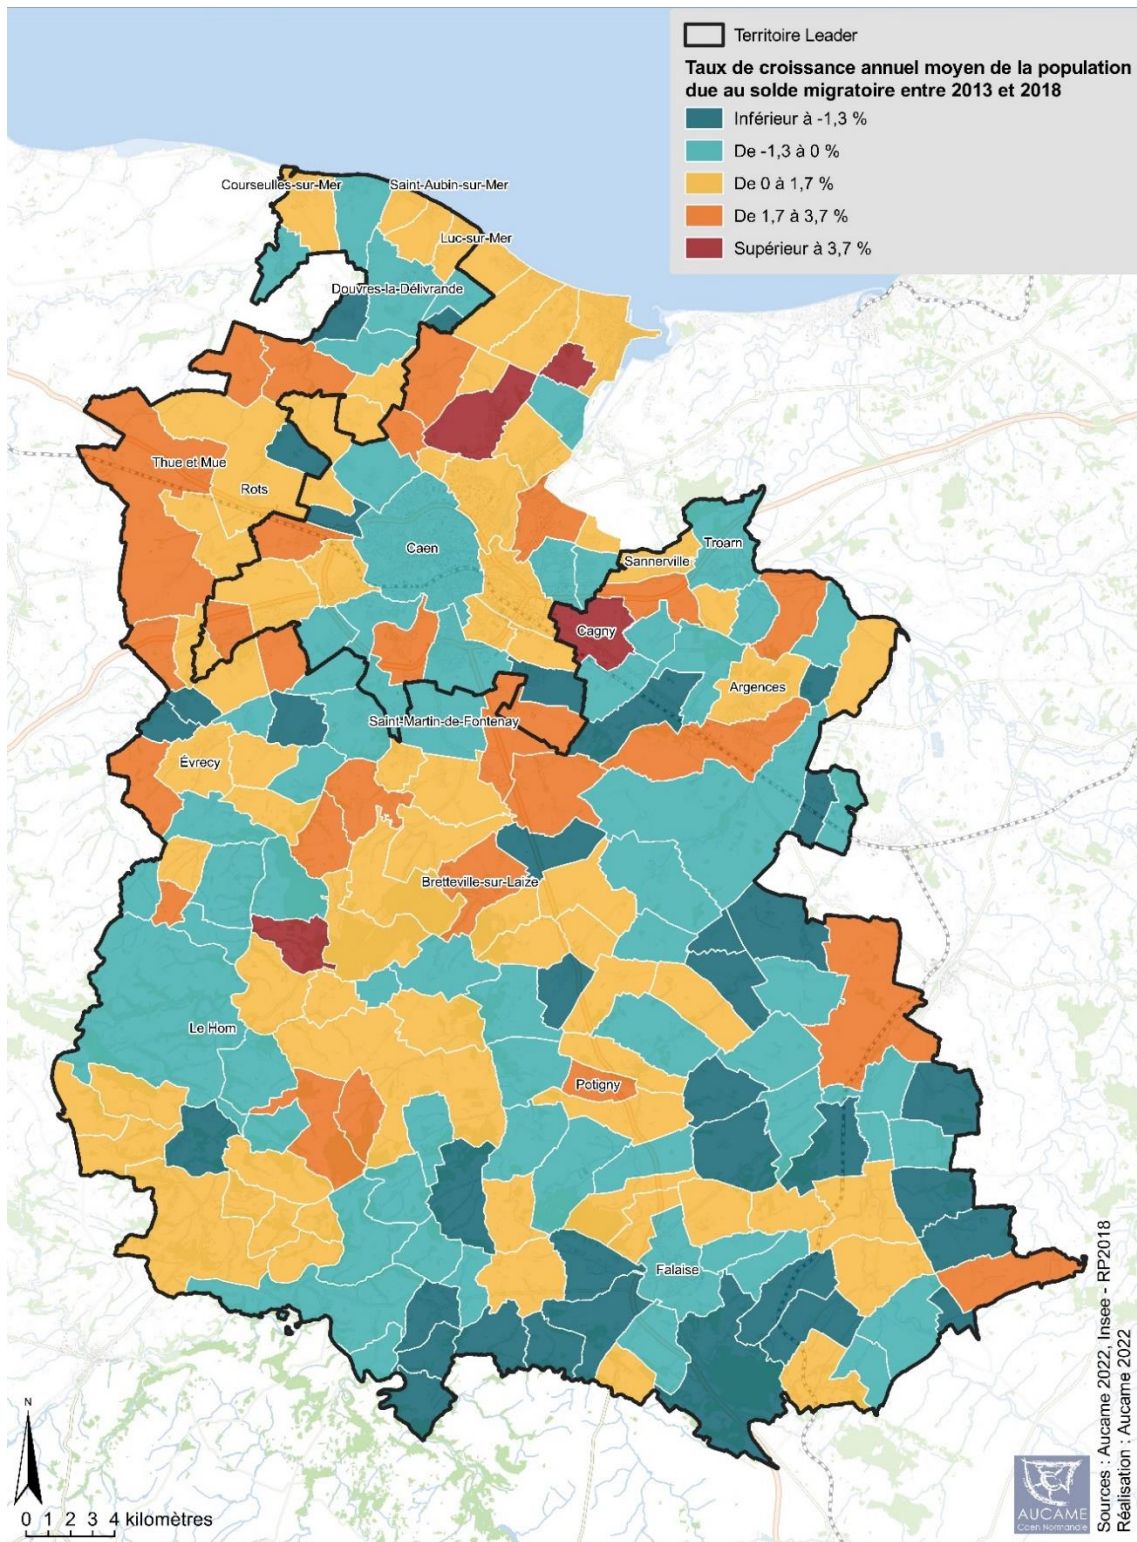 Territoire Leader
Taux de croissance annuel moyen de la population
due au solde migratoire entre 2013 et 2018
Inférieur à -1,3 %
De -1,3 à 0 %
De 0 à 1,7 %
De 1,7 à 3,7 %
Supérieur à 3,7 %
Courseulles-sur-Mer
Saint-Aubin-sur-Mer
Luc-sur-Mer
Douvres-la-Délivrande
Thue et Mue
Rots
Caen
Troarn
Sannerville
Cagny
Argences
Saint-Martin-de-Fontenay
Évrecy
Bretteville-sur-Laize
Le Hom
Potigny
Falaise
N
0 1 2 3 4 kilomètres
AUCAME
Caen Normandie
Sources : Aucame 2022, Insee - RP2018
Réalisation : Aucame 2022